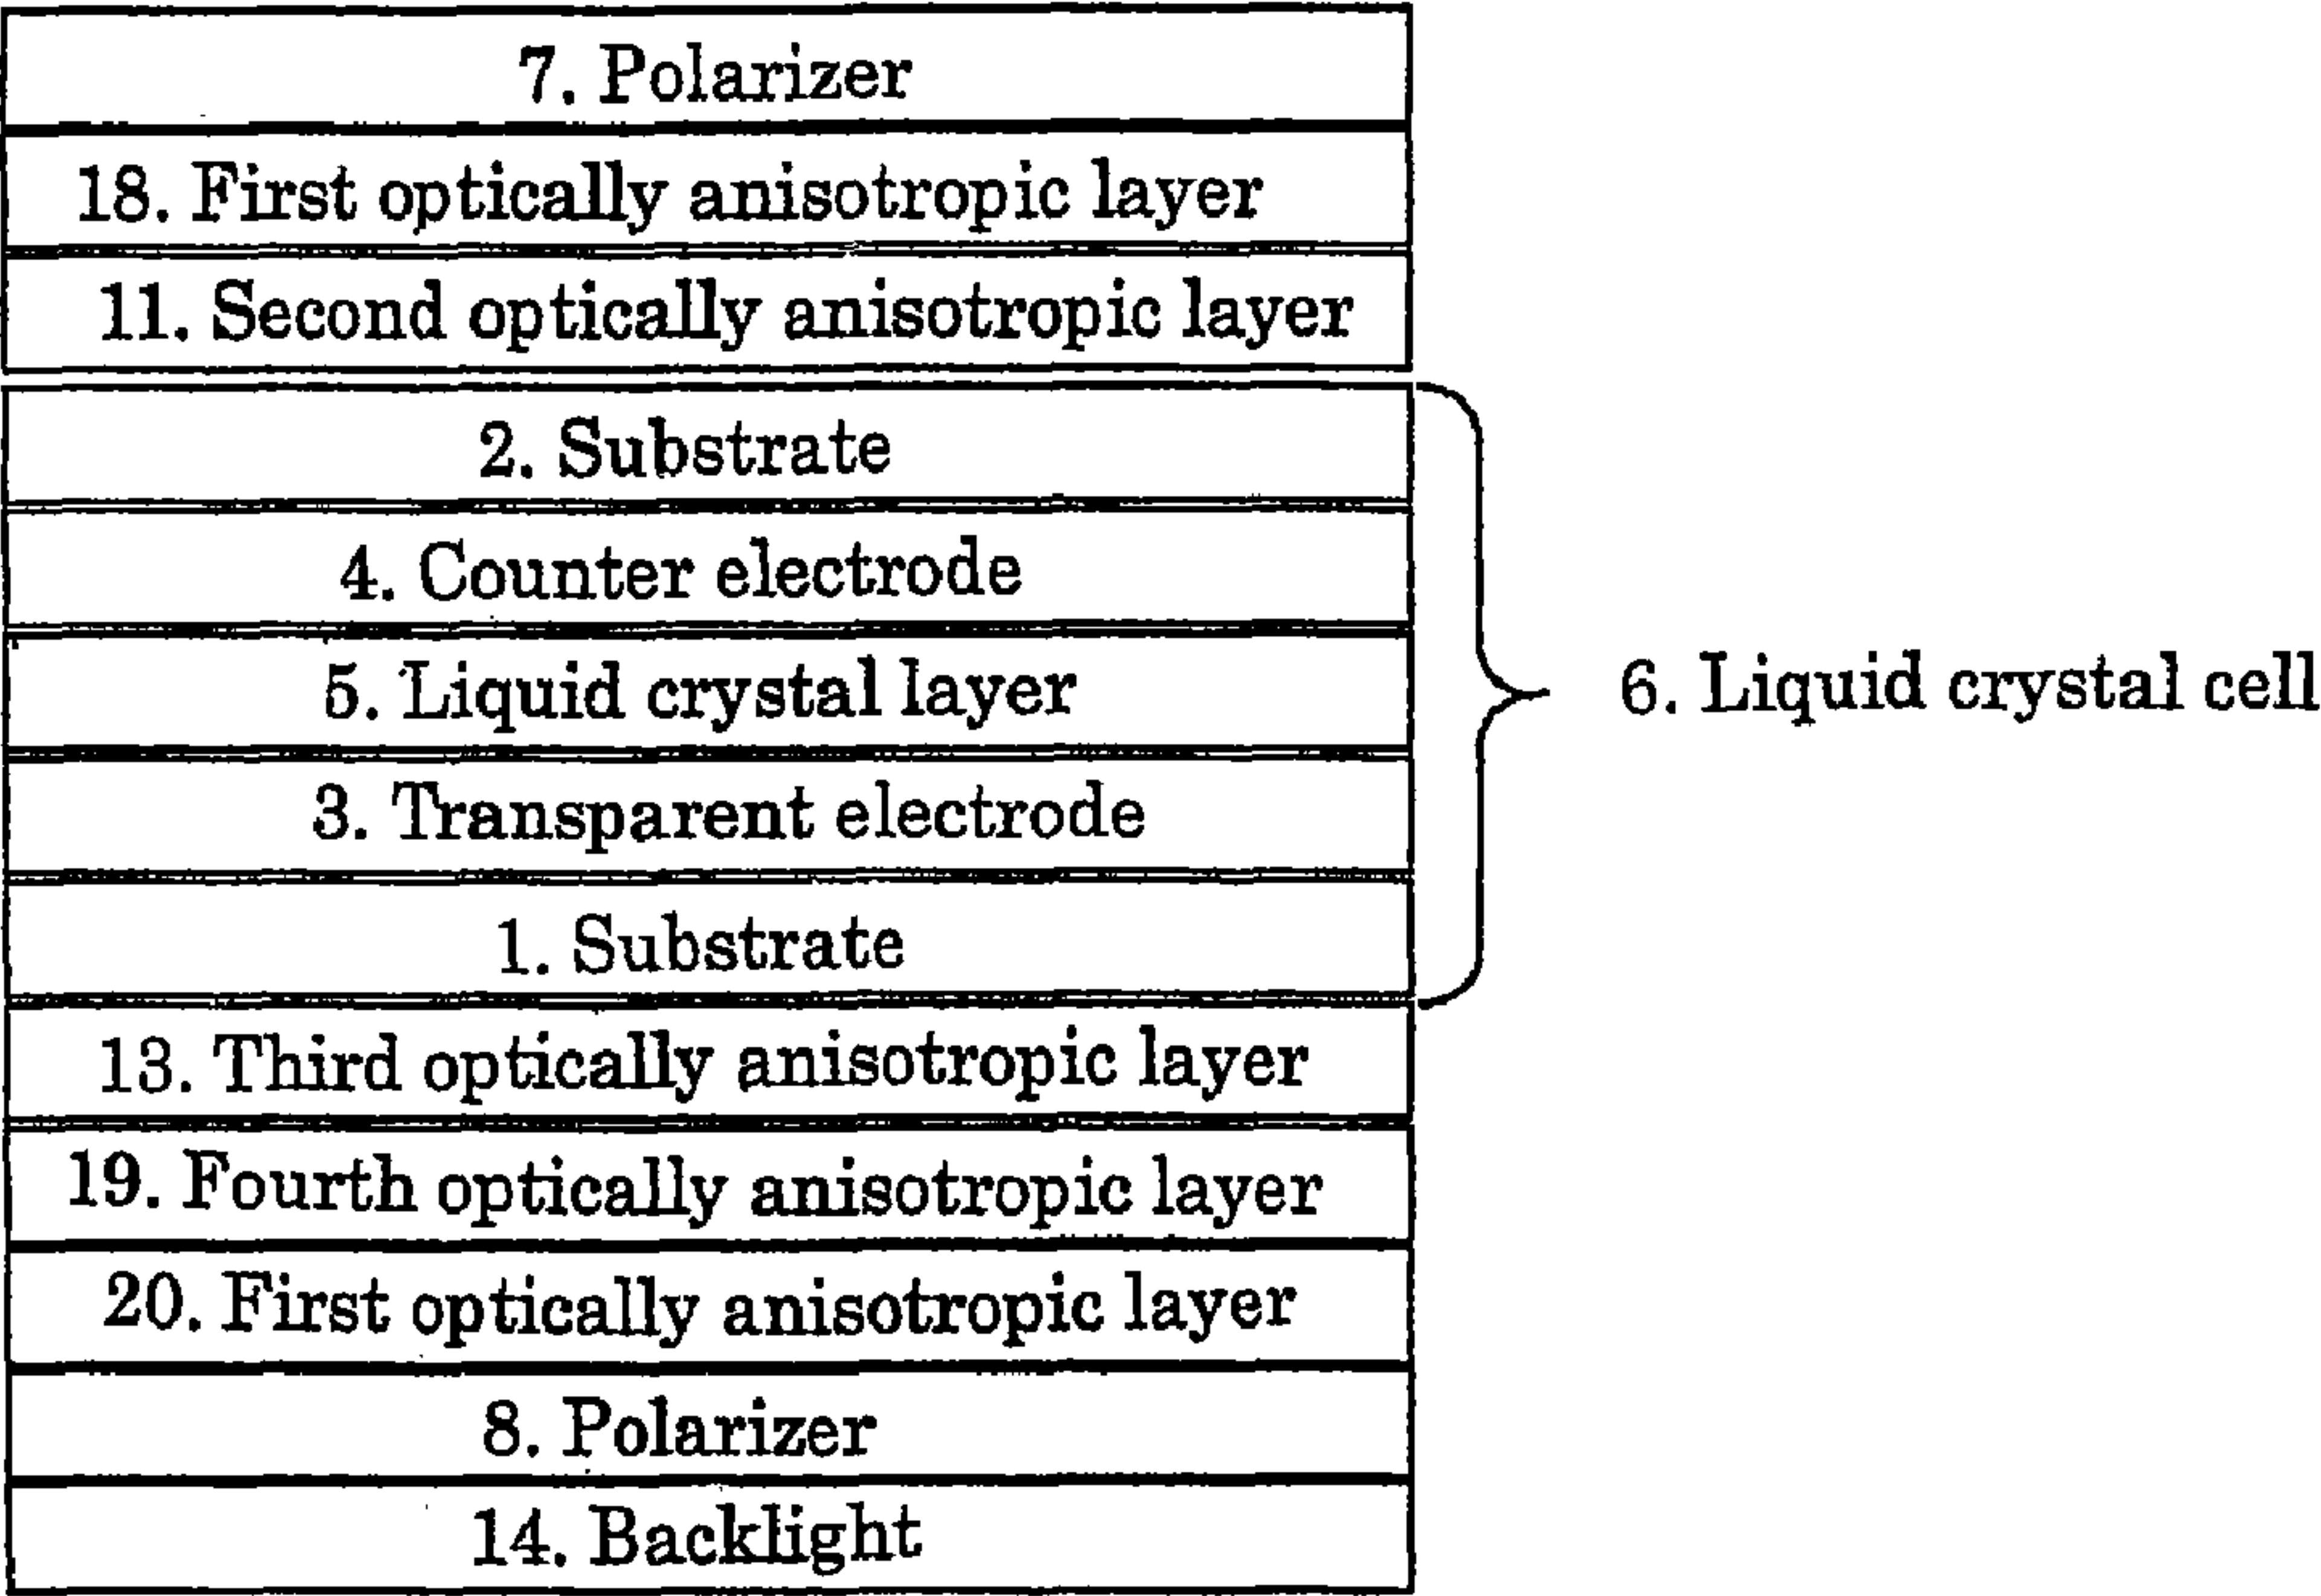 7. Polarizer
18. First optically anisotropic layer
11. Second optically anisotropic layer
2. Substrate
4. Counter electrode
5. Liquid crystal layer
6. Liquid crystal cell
3. Transparent electrode
1. Substrate
13. Third optically anisotropic layer
19. Fourth optically anisotropic layer
20. First optically anisotropic layer
8. Polarizer
14. Backlight